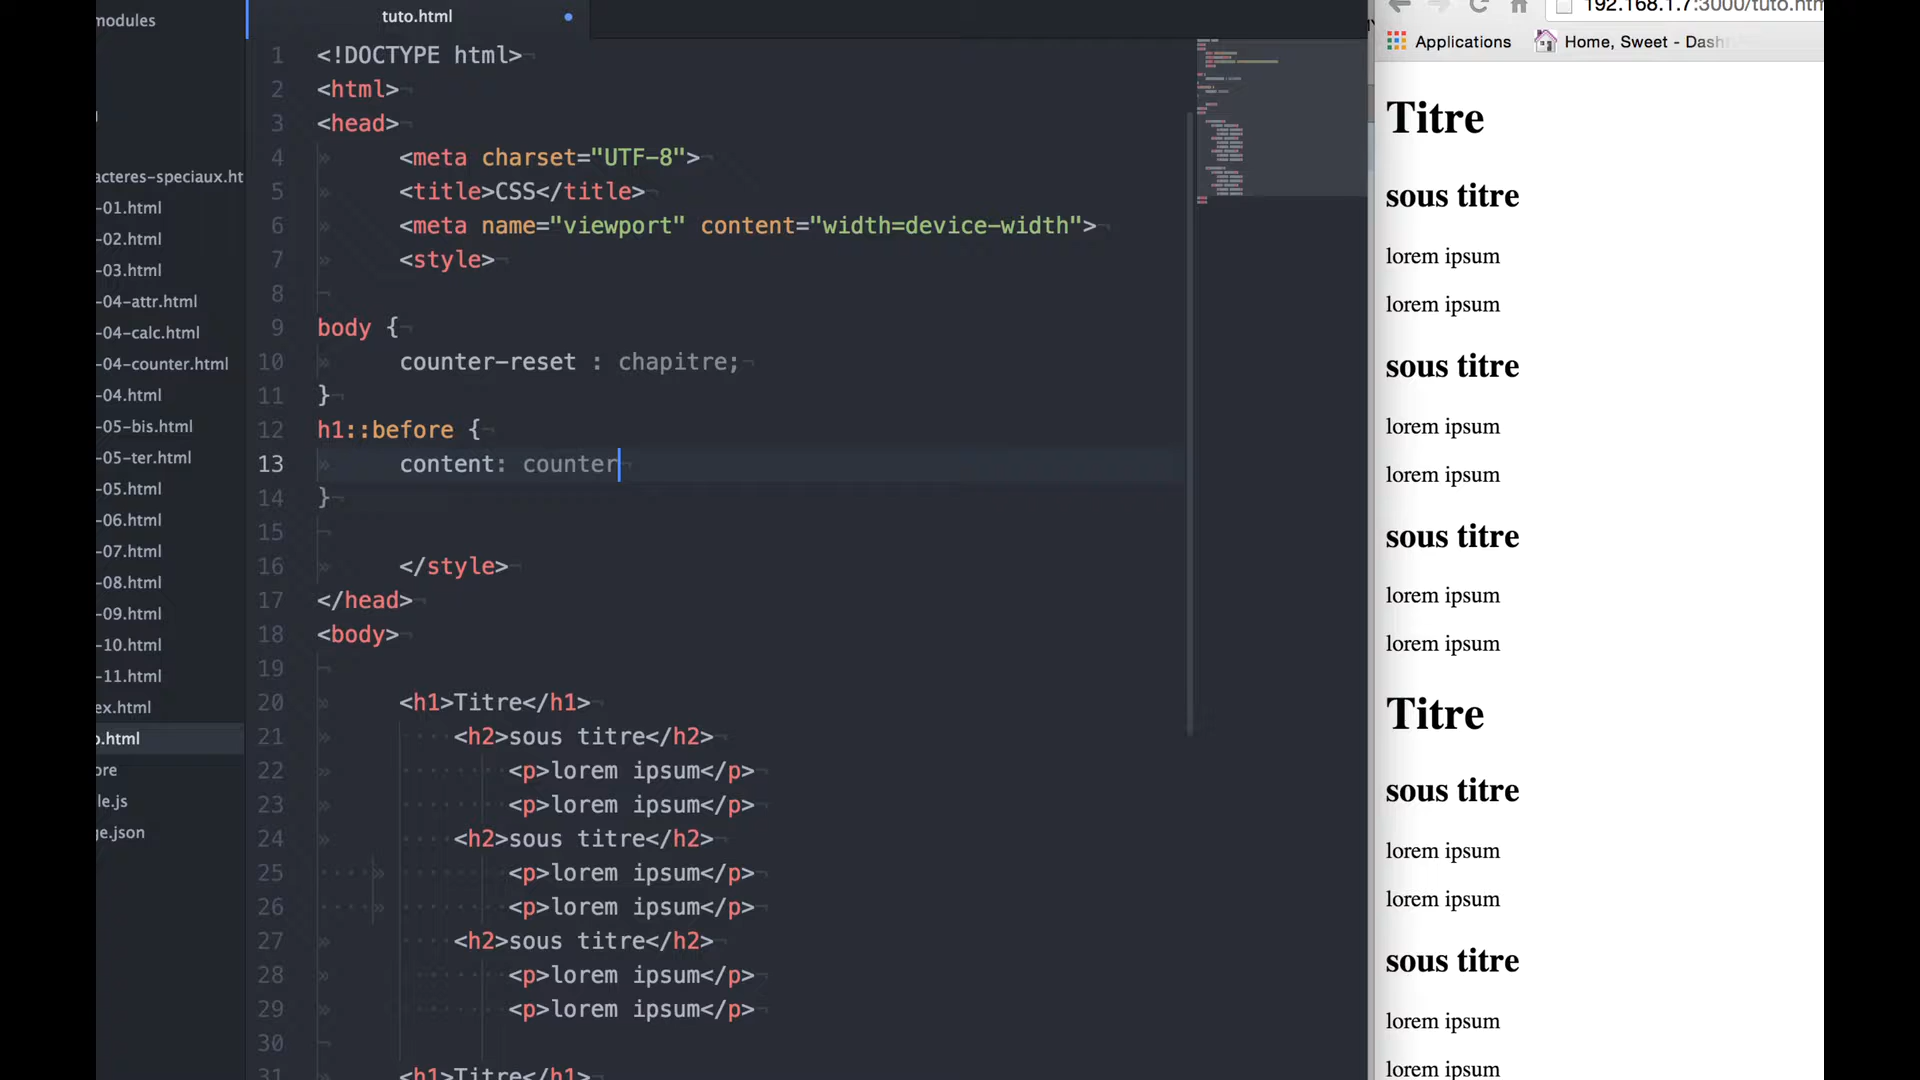 modules
acteres-speciaux.ht
-01.html
-02.html
-03.html
-04-attr.html
-04-calc.html
-04-counter.html
-04.html
-05-bis.html
-05-ter.html
-05.html
-06.html
-07.html
-08.html
-09.html
-10.html
-11.html
ex.html
o.html
ore
le.js
ge.json
tuto.html
1 <!DOCTYPE html>
2 <html>
3 <head>
4 <meta charset="UTF-8">
5 <title>CSS</title>
6 <meta name="viewport" content="width=device-width">
7 <style>
8
9 body {
10 counter-reset : chapitre;
11 }
12 h1::before {
13 content: counter
14 }
15
16 </style>
17 </head>
18 <body>
19
20 <h1>Titre</h1>
21 <h2>sous titre</h2>
22 <p>lorem ipsum</p>
23 <p>lorem ipsum</p>
24 <h2>sous titre</h2>
25 <p>lorem ipsum</p>
26 <p>lorem ipsum</p>
27 <h2>sous titre</h2>
28 <p>lorem ipsum</p>
29 <p>lorem ipsum</p>
30
31 <h1>Titre</h1>
192.168.1.7:3000/tuto.htm
Applications Home, Sweet - Dash
Titre
sous titre
lorem ipsum
lorem ipsum
sous titre
lorem ipsum
lorem ipsum
sous titre
lorem ipsum
lorem ipsum
Titre
sous titre
lorem ipsum
lorem ipsum
sous titre
lorem ipsum
lorem ipsum